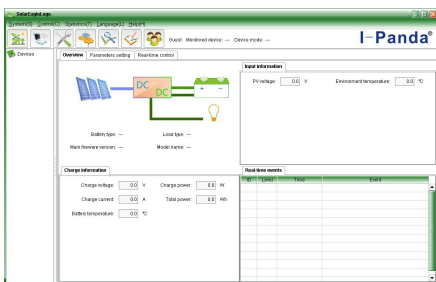 SolarEagleLogn
System(S) Control(C) Statistics(T) Language(L) Help(H)
Guest Monitored device: --- Device mode: ---
I-Panda®
Devices
Overview Parameters setting Real-time control
DC
DC
Battery type: --- Load type: ---
Main fireware version: --- Model name: ---
Input information
PV voltage: 0.0 V Environment temperature: 0.0 ℃
Charge information
Charge voltage: 0.0 V Charge power: 0.0 W
Charge current: 0.0 A Total power: 0.0 Wh
Battery temperature: 0.0 ℃
Real-time events
ID Level Time Event